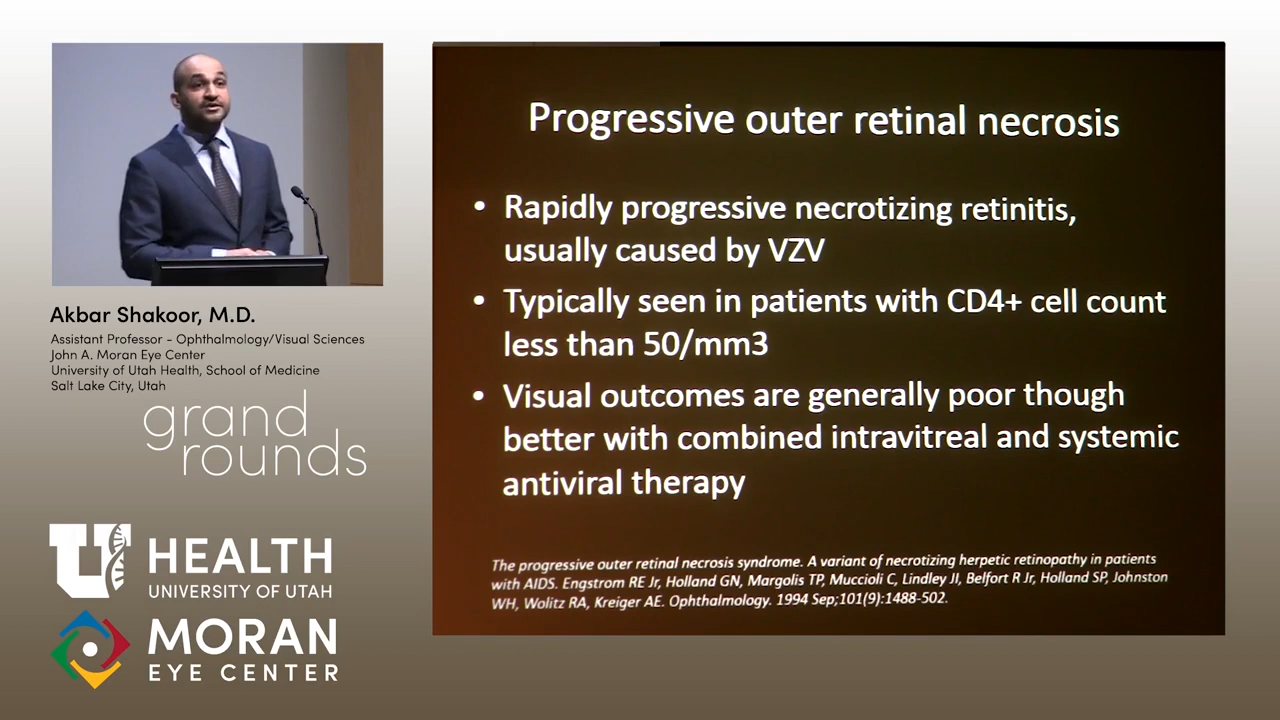 Akbar Shakoor, M.D.
Assistant Professor - Ophthalmology/Visual Sciences
John A. Moran Eye Center
University of Utah Health, School of Medicine
Salt Lake City, Utah
grand
rounds
U HEALTH
UNIVERSITY OF UTAH
MORAN
EYE CENTER
Progressive outer retinal necrosis
• Rapidly progressive necrotizing retinitis,
usually caused by VZV
• Typically seen in patients with CD4+ cell count
less than 50/mm3
• Visual outcomes are generally poor though
better with combined intravitreal and systemic
antiviral therapy
The progressive outer retinal necrosis syndrome. A variant of necrotizing herpetic retinopathy in patients
with AIDS. Engstrom RE Jr, Holland GN, Margolis TP, Muccioli C, Lindley JI, Belfort R Jr, Holland SP, Johnston
WH, Wolitz RA, Kreiger AE. Ophthalmology. 1994 Sep;101(9):1488-502.